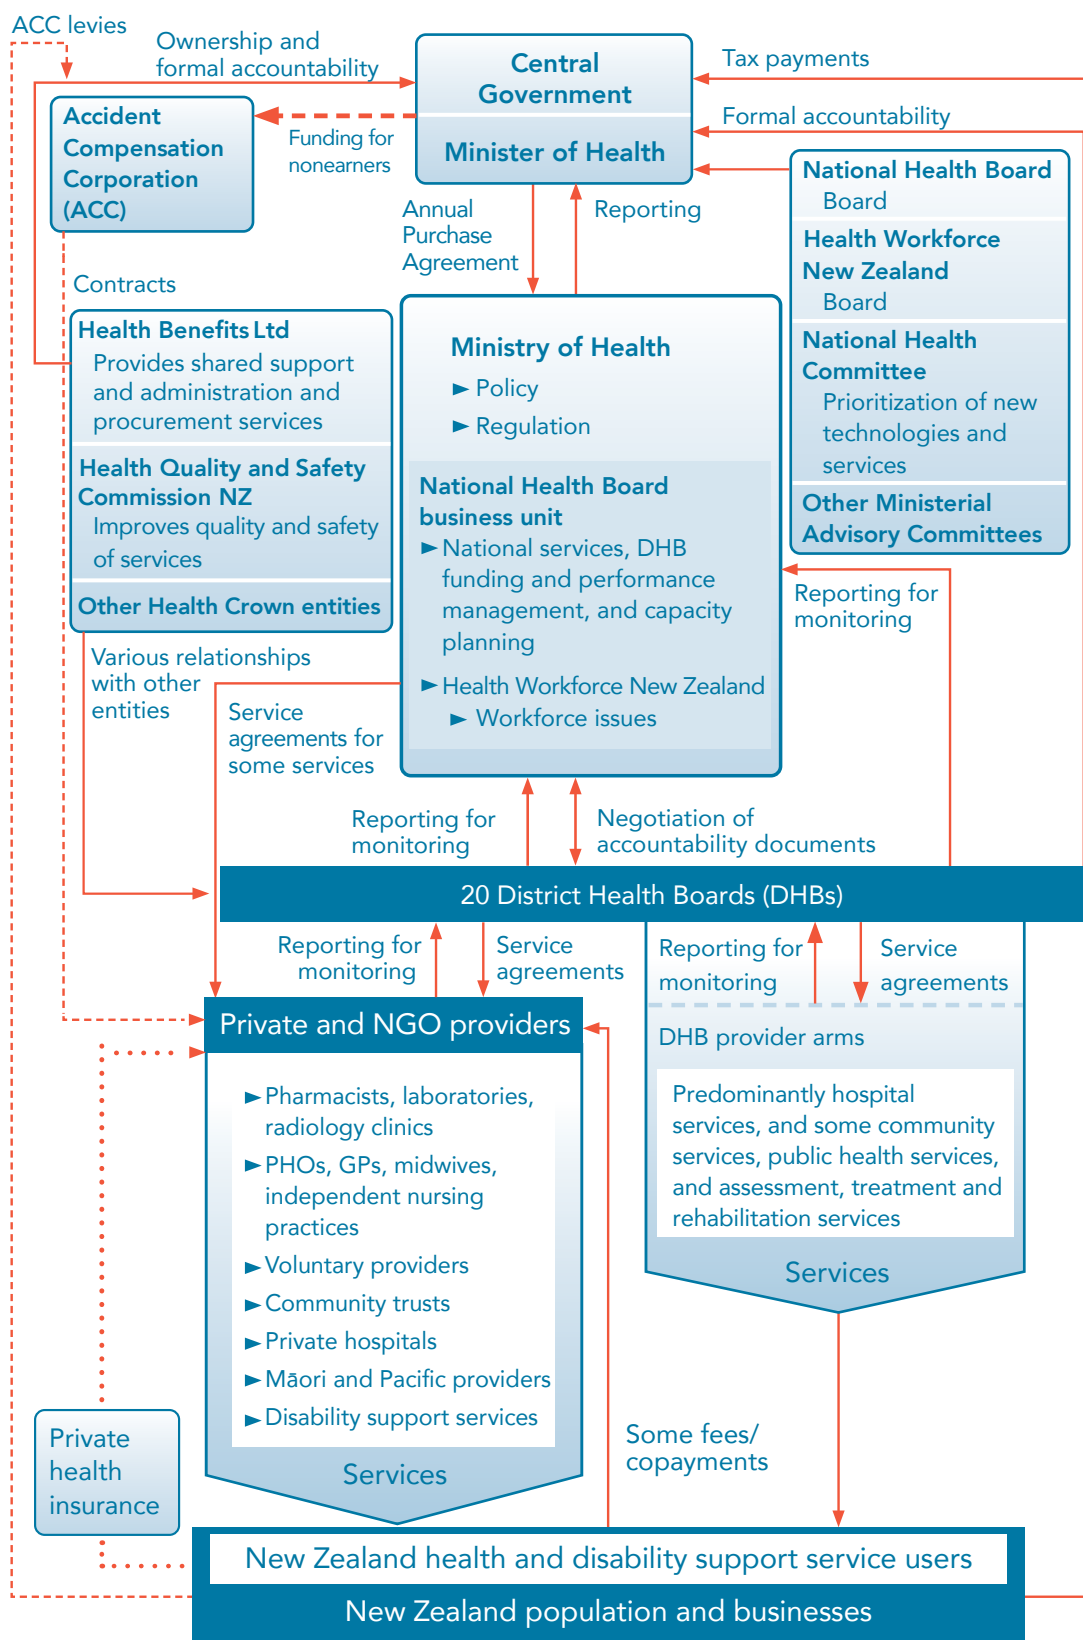 ACC levies
Ownership and
formal accountability
Central
Government
Minister of Health
Tax payments
Formal accountability
Accident
Compensation
Corporation
(ACC)
Funding for
nonearners
National Health Board
Board
Health Workforce
New Zealand
Board
National Health
Committee
Prioritization of new
technologies and
services
Other Ministerial
Advisory Committees
Annual
Purchase
Agreement
Reporting
Contracts
Health Benefits Ltd
Provides shared support
and administration and
procurement services
Health Quality and Safety
Commission NZ
Improves quality and safety
of services
Other Health Crown entities
Ministry of Health
► Policy
► Regulation
National Health Board
business unit
► National services, DHB
funding and performance
management, and capacity
planning
► Health Workforce New Zealand
► Workforce issues
Reporting for
monitoring
Various relationships
with other
entities
Service
agreements for
some services
Reporting for
monitoring
Negotiation of
accountability documents
20 District Health Boards (DHBs)
Reporting for
monitoring
Service
agreements
Reporting for
monitoring
Service
agreements
Private and NGO providers
► Pharmacists, laboratories,
radiology clinics
► PHOs, GPs, midwives,
independent nursing
practices
► Voluntary providers
► Community trusts
► Private hospitals
► Māori and Pacific providers
► Disability support services
Services
DHB provider arms
Predominantly hospital
services, and some community
services, public health services,
and assessment, treatment and
rehabilitation services
Services
Private
health
insurance
Some fees/
copayments
New Zealand health and disability support service users
New Zealand population and businesses